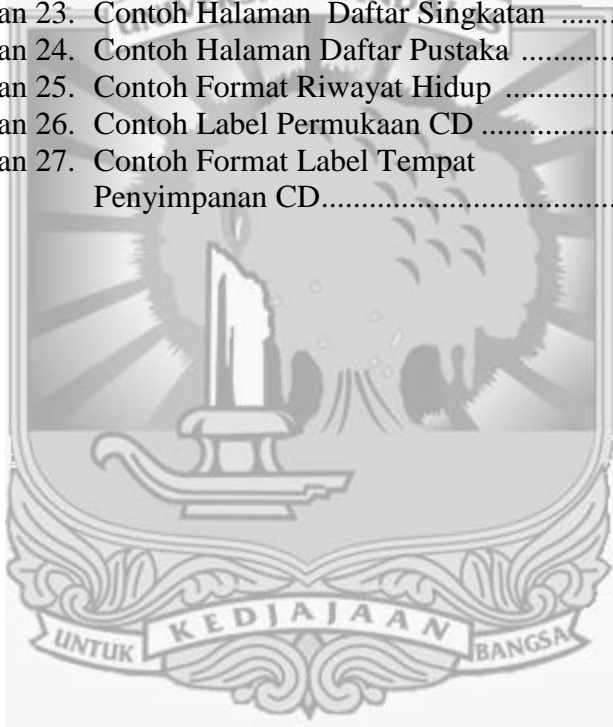 an 23. Contoh Halaman Daftar Singkatan .......
an 24. Contoh Halaman Daftar Pustaka .............
an 25. Contoh Format Riwayat Hidup ...............
an 26. Contoh Label Permukaan CD ..................
an 27. Contoh Format Label Tempat
Penyimpanan CD.....................................
UNTUK KEDJAJAAN BANGSA